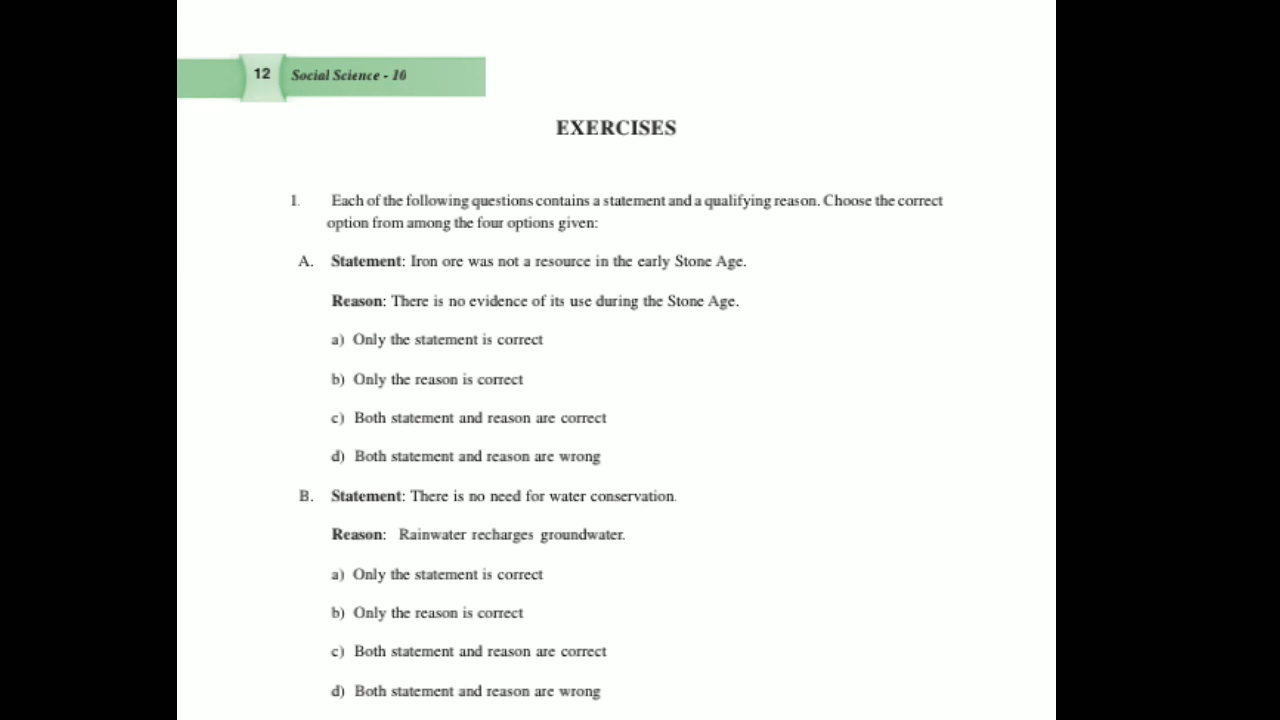 12 Social Science - 10
EXERCISES
1. Each of the following questions contains a statement and a qualifying reason. Choose the correct
option from among the four options given:
A. Statement: Iron ore was not a resource in the early Stone Age.
Reason: There is no evidence of its use during the Stone Age.
a) Only the statement is correct
b) Only the reason is correct
c) Both statement and reason are correct
d) Both statement and reason are wrong
B. Statement: There is no need for water conservation.
Reason: Rainwater recharges groundwater.
a) Only the statement is correct
b) Only the reason is correct
c) Both statement and reason are correct
d) Both statement and reason are wrong